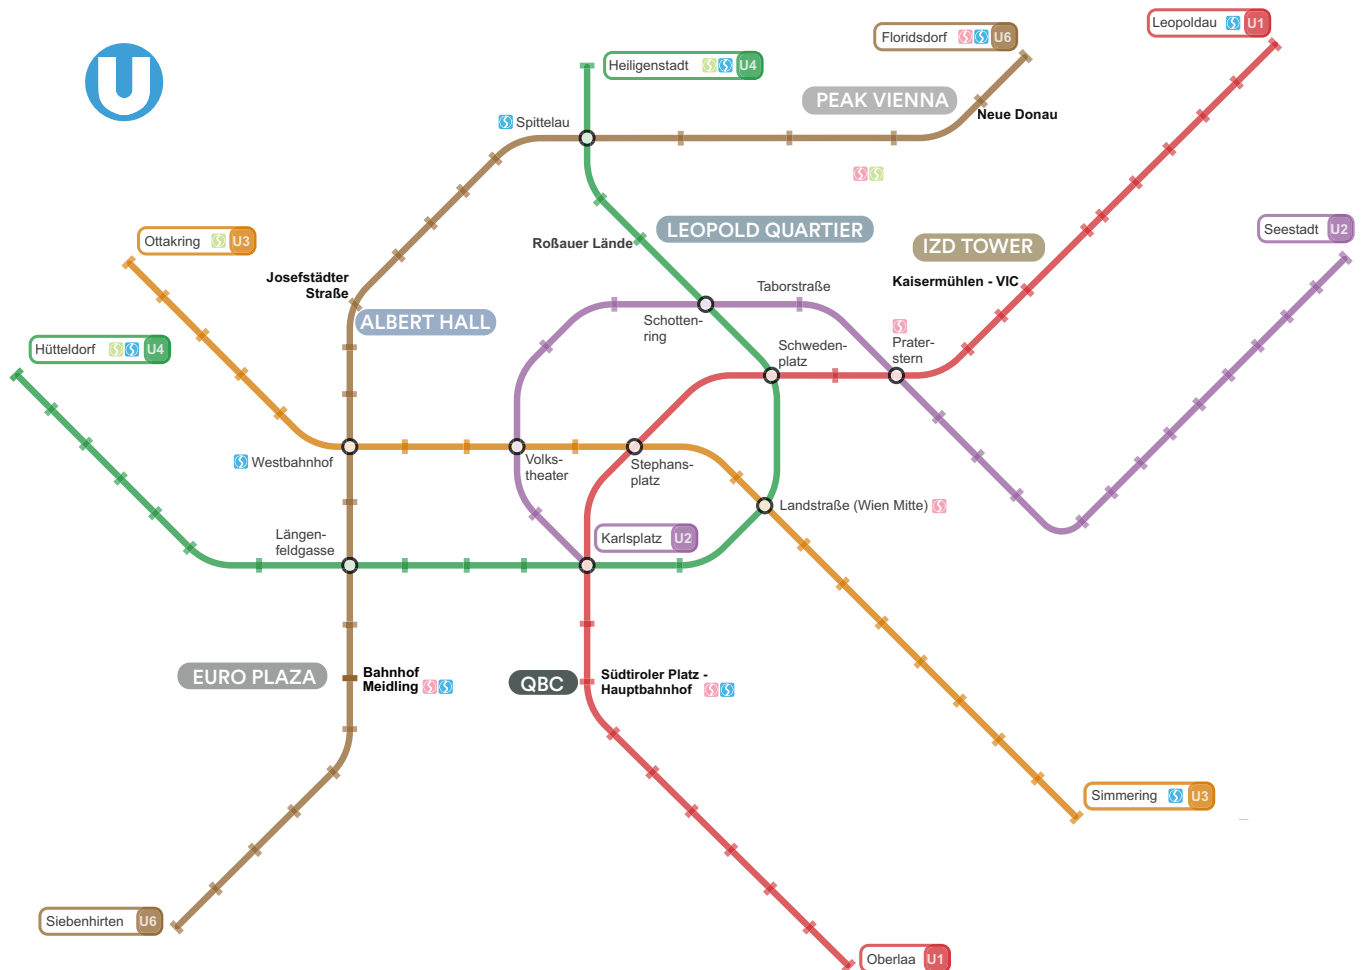 U
Leopoldau U1
Floridsdorf U6
Heiligenstadt U4
PEAK VIENNA
Neue Donau
Spittelau
LEOPOLD QUARTIER
Roßauer Lände
IZD TOWER
Seestadt U2
Ottakring U3
Josefstädter
Straße
Kaisermühlen - VIC
Taborstraße
ALBERT HALL
Schotten-
ring
Hütteldorf U4
Schweden-
platz
Prater-
stern
Westbahnhof
Volks-
theater
Stephans-
platz
Landstraße (Wien Mitte)
Längen-
feldgasse
Karlsplatz U2
EURO PLAZA
Bahnhof
Meidling
QBC
Südtiroler Platz -
Hauptbahnhof
Simmering U3
Siebenhirten U6
Oberlaa U1